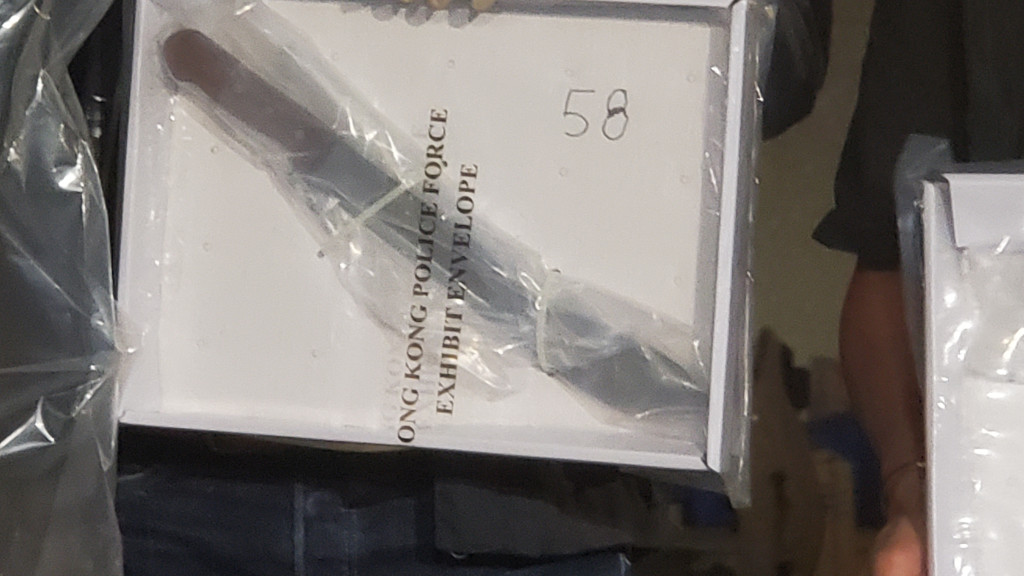 58
ONG KONG POLICE FORCE
EXHIBIT ENVELOPE